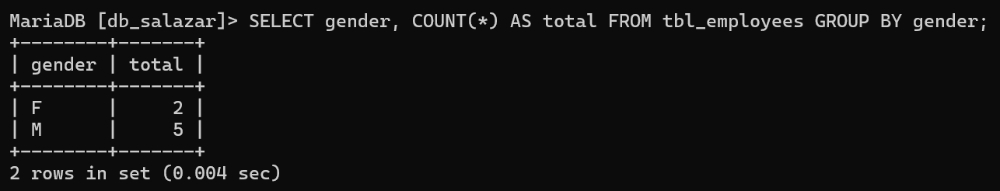 MariaDB [db_salazar]> SELECT gender, COUNT(*) AS total FROM tbl_employees GROUP BY gender;
+--------+-------+
| gender | total |
+--------+-------+
| F      |     2 |
| M      |     5 |
+--------+-------+
2 rows in set (0.004 sec)